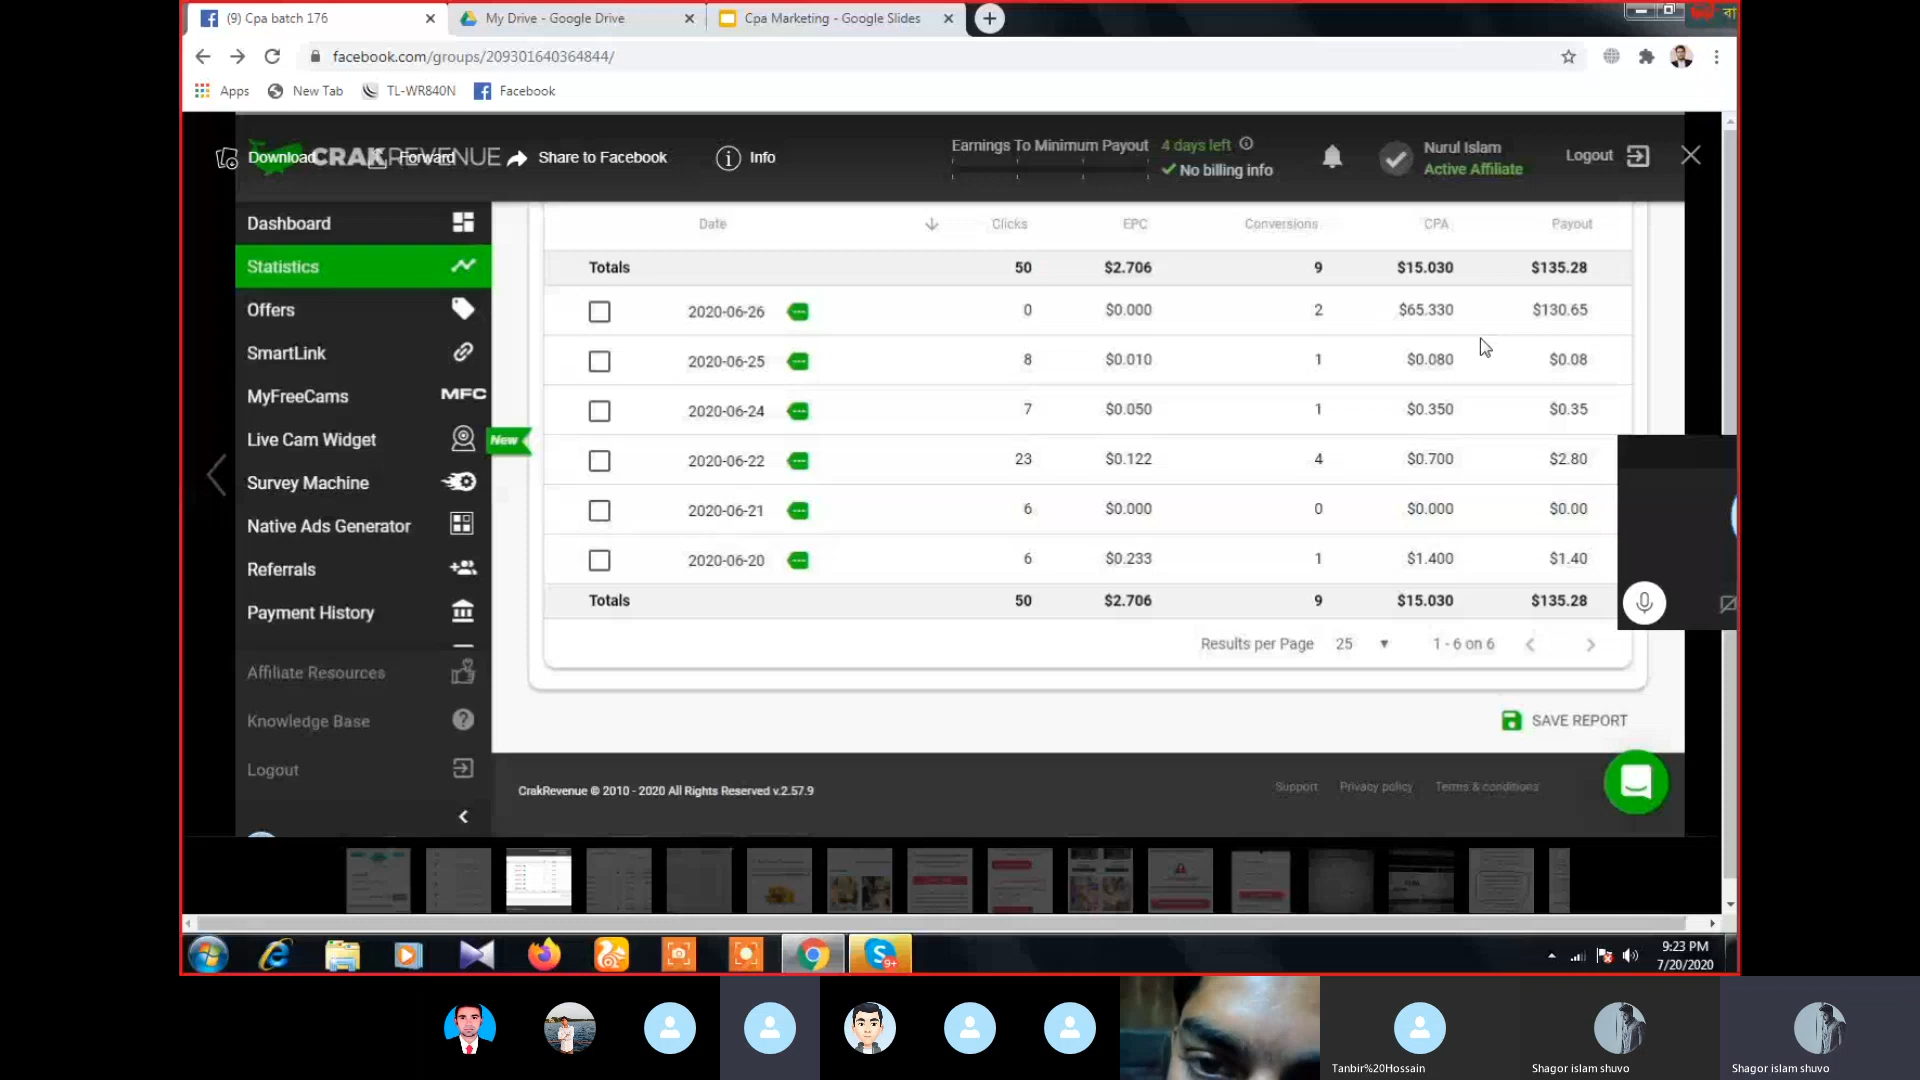 (9) Cpa batch 176
My Drive - Google Drive
Cpa Marketing - Google Slides
বা
facebook.com/groups/209301640364844/
Apps
New Tab
TL-WR840N
Facebook
CRAKREVENUE
Download
Forward
Share to Facebook
Info
Earnings To Minimum Payout
4 days left
No billing info
Nurul Islam
Active Affiliate
Logout
Dashboard
Statistics
Offers
SmartLink
MyFreeCams
MFC
Live Cam Widget
New
Survey Machine
Native Ads Generator
Referrals
Payment History
Affiliate Resources
Knowledge Base
Logout
Date Clicks EPC Conversions CPA Payout
Totals 50 $2.706 9 $15.030 $135.28
2020-06-26 0 $0.000 2 $65.330 $130.65
2020-06-25 8 $0.010 1 $0.080 $0.08
2020-06-24 7 $0.050 1 $0.350 $0.35
2020-06-22 23 $0.122 4 $0.700 $2.80
2020-06-21 6 $0.000 0 $0.000 $0.00
2020-06-20 6 $0.233 1 $1.400 $1.40
Totals 50 $2.706 9 $15.030 $135.28
Results per Page 25 1 - 6 on 6
SAVE REPORT
CrakRevenue © 2010 - 2020 All Rights Reserved v.2.57.9
Support
Privacy policy
Terms & conditions
9+
9:23 PM
7/20/2020
Tanbir%20Hossain
Shagor islam shuvo
Shagor islam shuvo